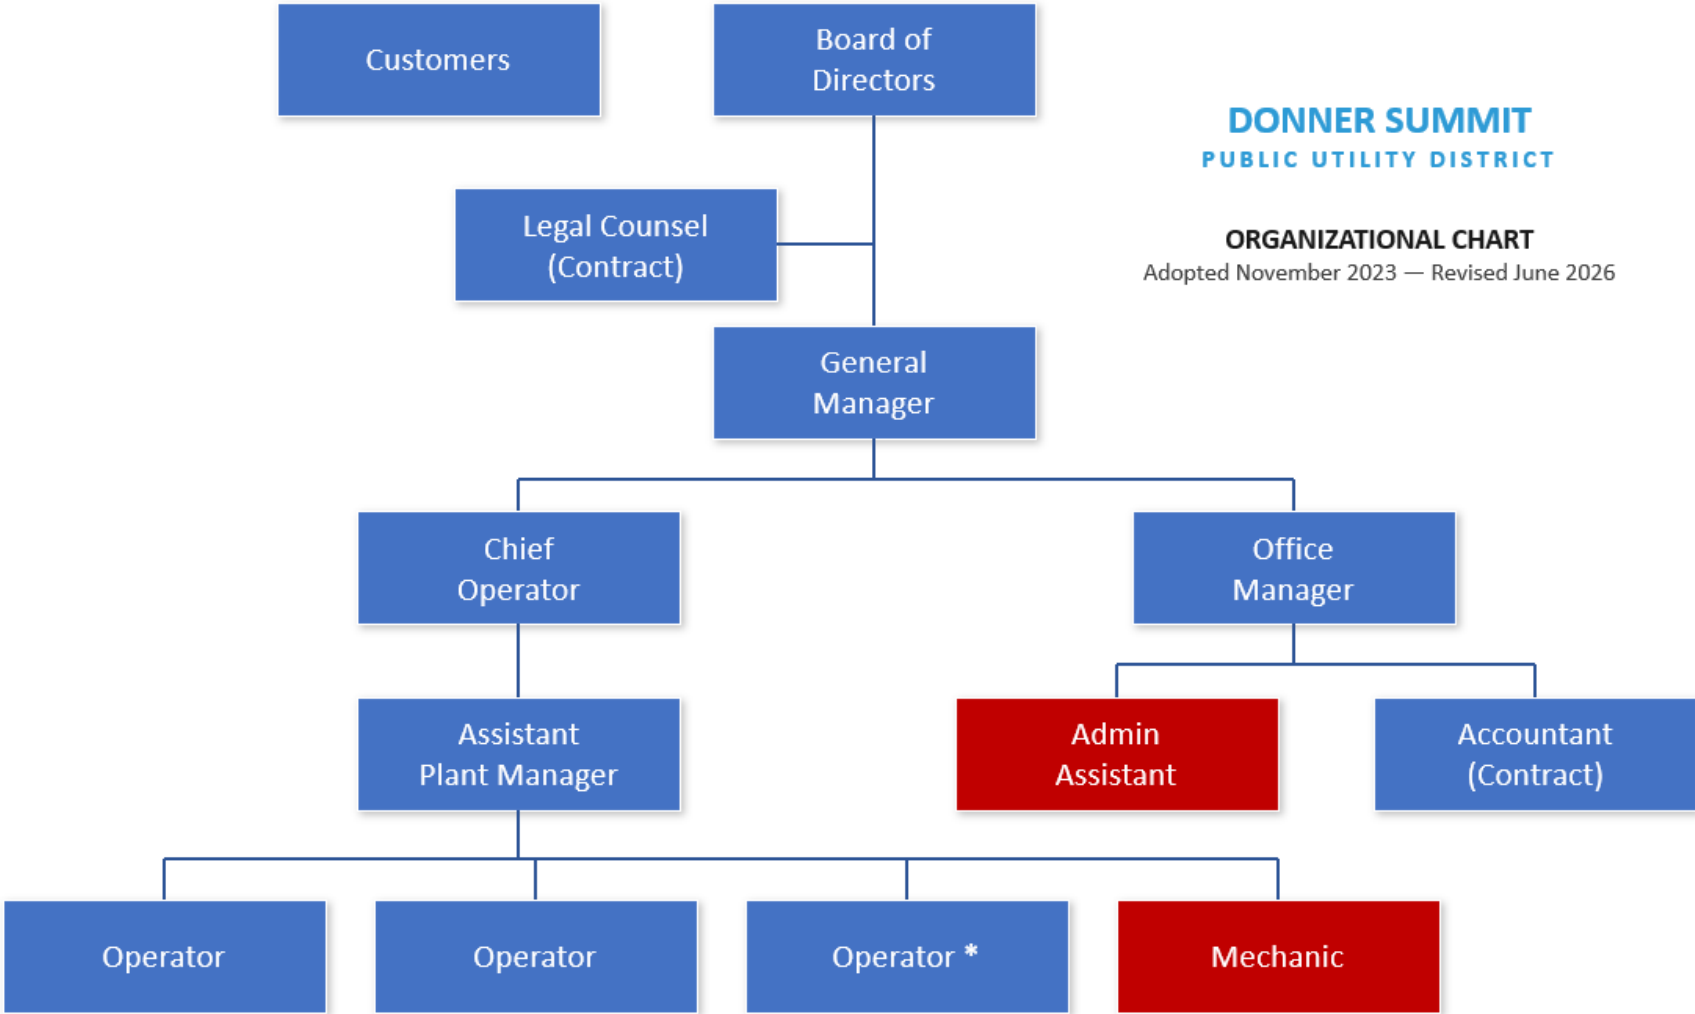 Customers
Board of
Directors
DONNER SUMMIT
PUBLIC UTILITY DISTRICT
Legal Counsel
(Contract)
ORGANIZATIONAL CHART
Adopted November 2023 — Revised June 2026
General
Manager
Chief
Operator
Office
Manager
Assistant
Plant Manager
Admin
Assistant
Accountant
(Contract)
Operator
Operator
Operator *
Mechanic